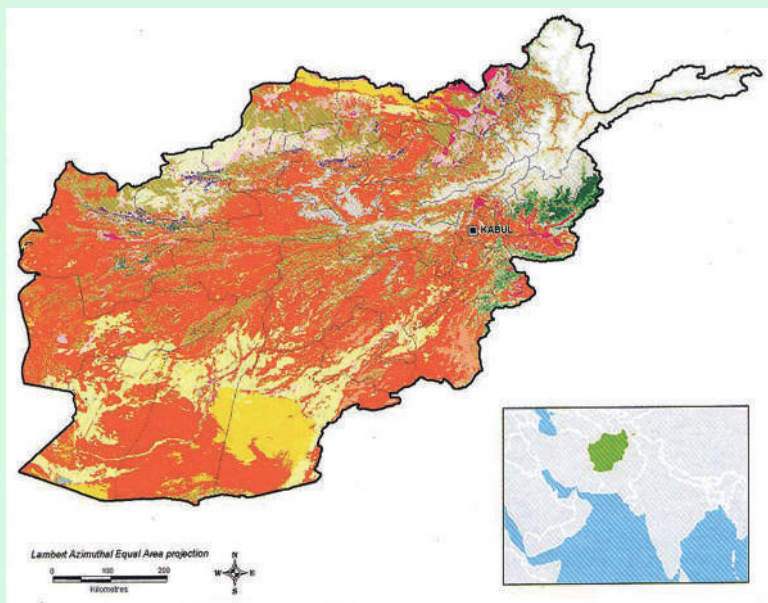 KABUL
Lambert Azimuthal Equal Area projection
N
W E
S
0 100 200
Kilometres